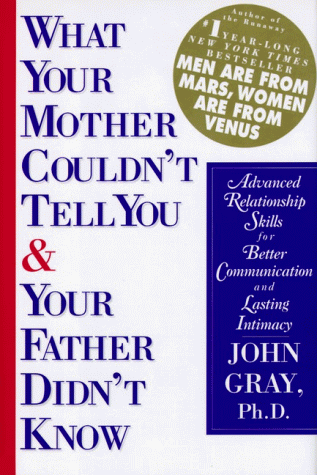 WHAT
YOUR
MOTHER
COULDN'T
TELL YOU
&
YOUR
FATHER
DIDN'T
KNOW
Author of
the Runaway
#1 YEAR-LONG
NEW YORK TIMES
BESTSELLER
MEN ARE FROM
MARS, WOMEN
ARE FROM
VENUS
Advanced
Relationship
Skills
for
Better
Communication
and
Lasting
Intimacy
JOHN
GRAY,
Ph.D.